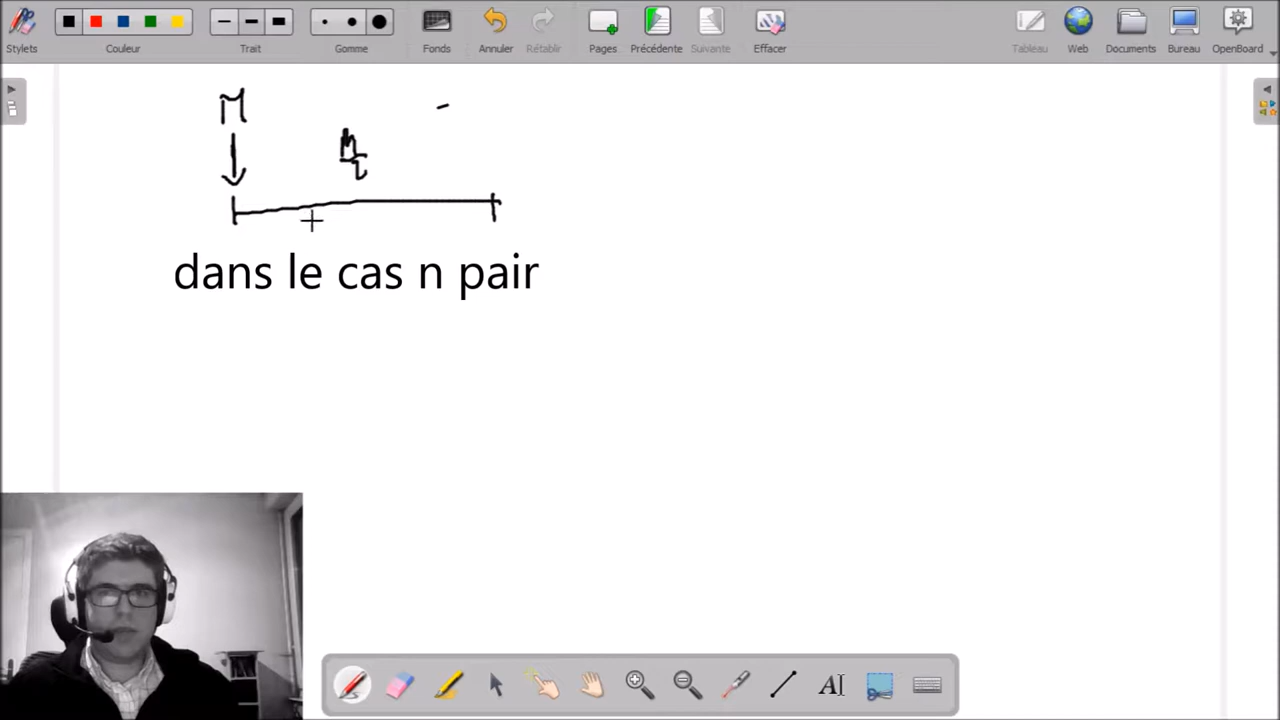 Stylets Couleur Trait Gomme Fonds Annuler Rétablir Pages Précédente Suivante Effacer Tableau Web Documents Bureau OpenBoard
M
dans le cas n pair
AI